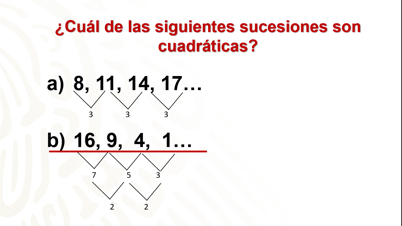 ¿Cuál de las siguientes sucesiones son
cuadráticas?
a) 8, 11, 14, 17...
3 3 3
b) 16, 9, 4, 1...
7 5 3
2 2